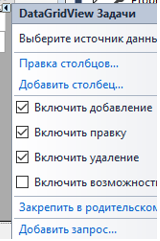 DataGridView Задачи
Выберите источник данны
Правка столбцов...
Добавить столбец...
Включить добавление
Включить правку
Включить удаление
Включить возможност
Закрепить в родительском
Добавить запрос...